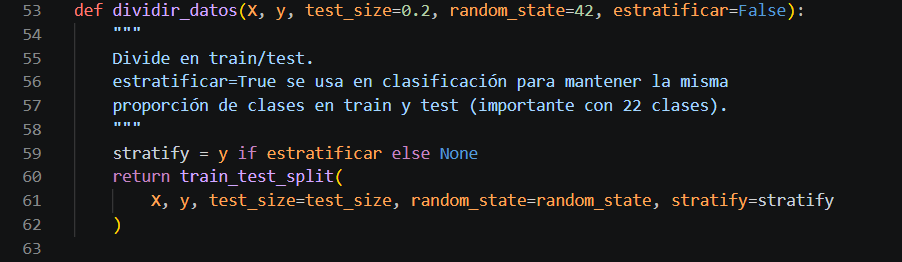 53 def dividir_datos(X, y, test_size=0.2, random_state=42, estratificar=False):
54     """
55     Divide en train/test.
56     estratificar=True se usa en clasificación para mantener la misma
57     proporción de clases en train y test (importante con 22 clases).
58     """
59     stratify = y if estratificar else None
60     return train_test_split(
61         X, y, test_size=test_size, random_state=random_state, stratify=stratify
62     )
63